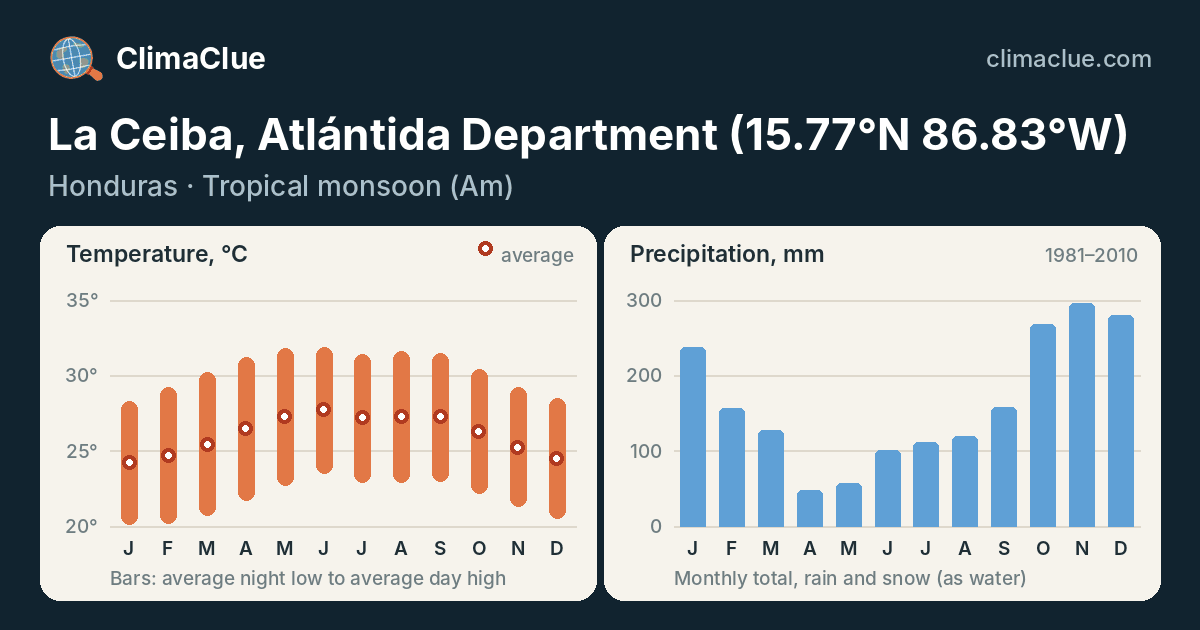 ClimaClue
climaclue.com
La Ceiba, Atlántida Department (15.77°N 86.83°W)
Honduras · Tropical monsoon (Am)
Temperature, °C
average
35°
30°
25°
20°
J F M A M J J A S O N D
Bars: average night low to average day high
Precipitation, mm
1981–2010
300
200
100
0
J F M A M J J A S O N D
Monthly total, rain and snow (as water)